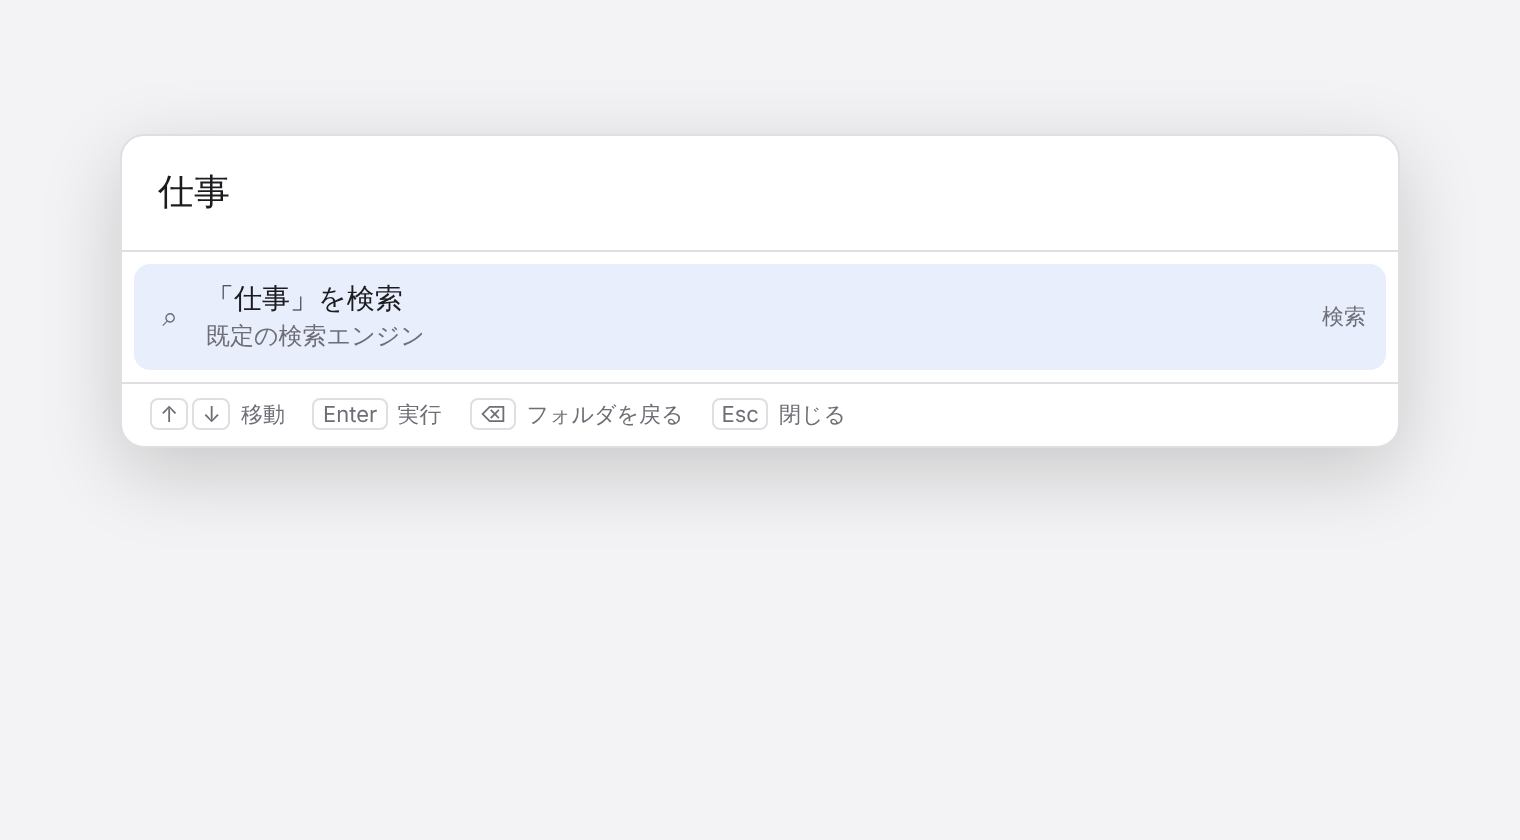 仕事
「仕事」を検索
既定の検索エンジン
検索
↑ ↓ 移動 Enter 実行 ⌫ フォルダを戻る Esc 閉じる